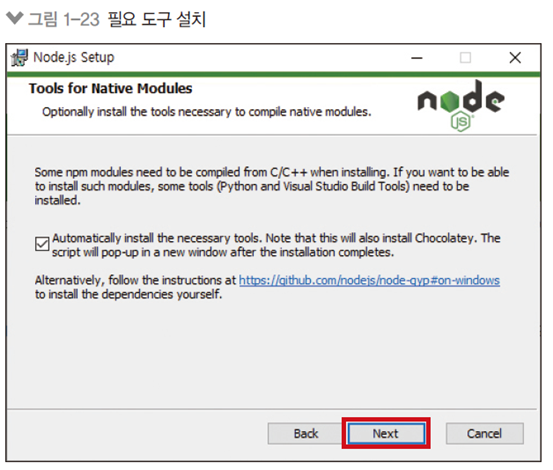 그림 1-23 필요 도구 설치
Node.js Setup
Tools for Native Modules
Optionally install the tools necessary to compile native modules.
node
JS
Some npm modules need to be compiled from C/C++ when installing. If you want to be able
to install such modules, some tools (Python and Visual Studio Build Tools) need to be
installed.
Automatically install the necessary tools. Note that this will also install Chocolatey. The
script will pop-up in a new window after the installation completes.
Alternatively, follow the instructions at https://github.com/nodejs/node-gyp#on-windows
to install the dependencies yourself.
Back Next Cancel